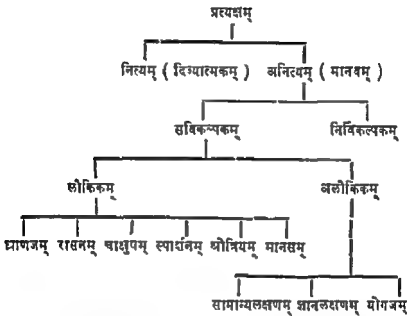 प्रत्यक्षम्
नित्यम् ( दिव्यात्मकम् ) अनित्यम् ( मानवम् )
सविकल्पकम् निर्विकल्पकम्
लौकिकम् अलौकिकम्
घ्राणजम् रासनम् चाक्षुषम् स्पार्शनम् श्रौत्रियम् मानसम्
सामान्यलक्षणम् ज्ञानलक्षणम् योगजम्